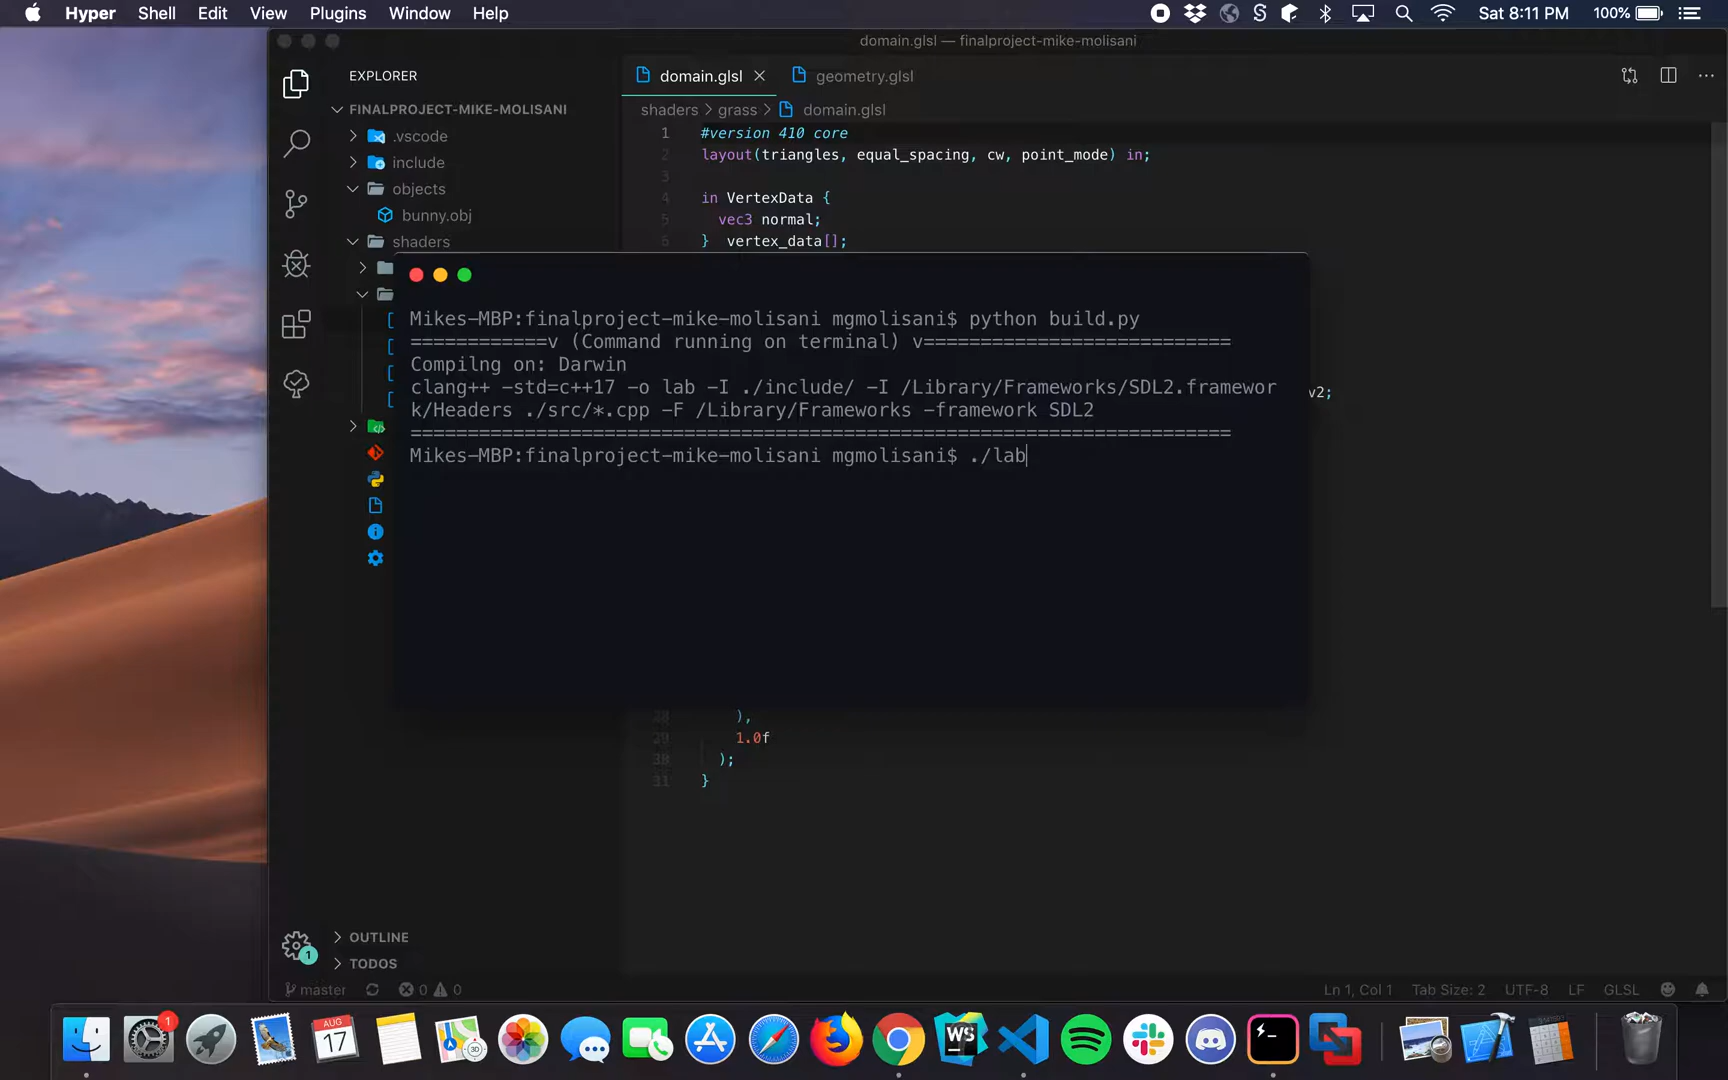 Hyper Shell Edit View Plugins Window Help
Sat 8:11 PM 100%
domain.glsl — finalproject-mike-molisani
EXPLORER
FINALPROJECT-MIKE-MOLISANI
.vscode
include
objects
bunny.obj
shaders
domain.glsl
geometry.glsl
shaders > grass > domain.glsl
1 #version 410 core
2 layout(triangles, equal_spacing, cw, point_mode) in;
3
4 in VertexData {
5 vec3 normal;
6 } vertex_data[];
v2;
Mikes-MBP:finalproject-mike-molisani mgmolisani$ python build.py
============v (Command running on terminal) v===========================
Compilng on: Darwin
clang++ -std=c++17 -o lab -I ./include/ -I /Library/Frameworks/SDL2.framewor
k/Headers ./src/*.cpp -F /Library/Frameworks -framework SDL2
========================================================================
Mikes-MBP:finalproject-mike-molisani mgmolisani$ ./lab
),
1.0f
);
31 }
OUTLINE
TODOS
1
master 0 0
Ln 1, Col 1 Tab Size: 2 UTF-8 LF GLSL
1
AUG
17
30
WS